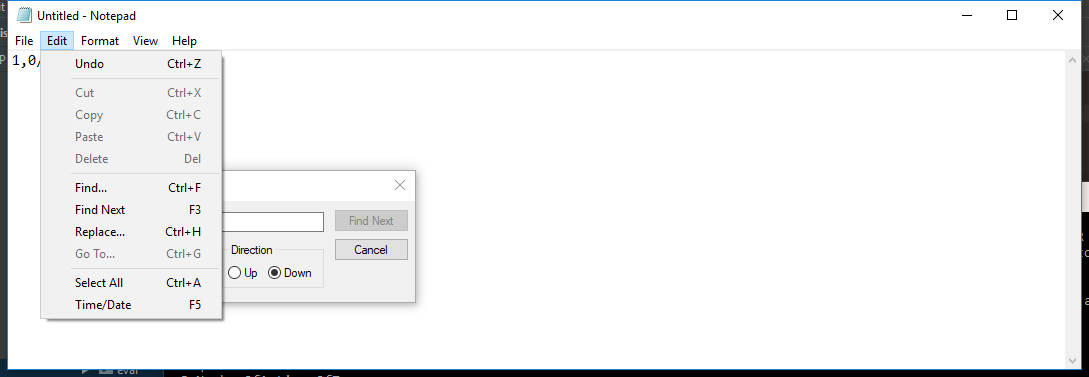 Untitled - Notepad
File Edit Format View Help
1,0/
Undo Ctrl+Z
Cut Ctrl+X
Copy Ctrl+C
Paste Ctrl+V
Delete Del
Find... Ctrl+F
Find Next F3
Replace... Ctrl+H
Go To... Ctrl+G
Select All Ctrl+A
Time/Date F5
Find Next
Direction
Cancel
Up Down
eval